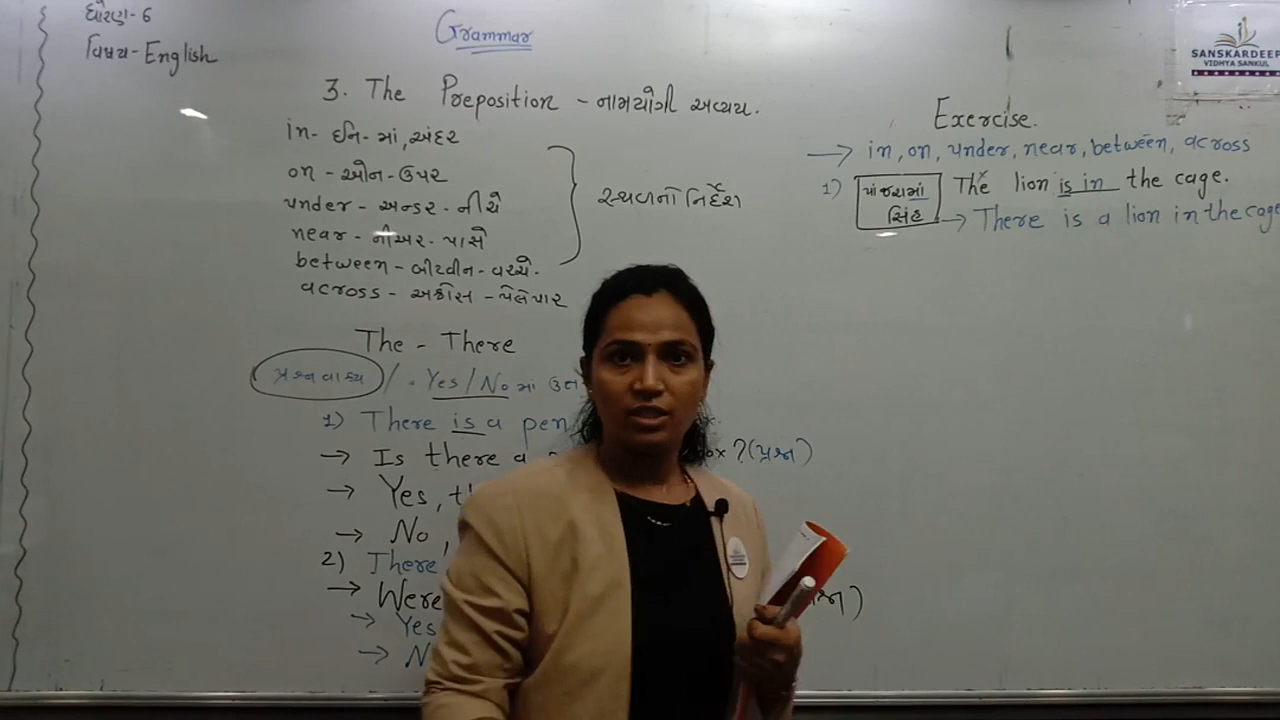 ધોરણ-6
વિષય-English
Grammar
SANSKARDEEP
VIDHYA SANKUL
3. The Preposition - નામયોગી અવ્યય.
in - ઈન - માં, અંદર
on - ઓન - ઉપર
under - અન્ડર - નીચે
near - નીઅર - પાસે
between - બીટવીન - વચ્ચે.
across - અક્રોસ - પેલેપાર
સ્થળનો નિર્દેશ
The - There
પ્રશ્ન વાક્ય / . Yes/No માં
1) There is a pen
→ Is there a ? (પ્રશ્ન)
→ Yes,
→ No,
2) There
→ Were
→ Yes
→ N
Exercise.
→ in, on, under, near, between, across
1) પાંજરામાં સિંહ The lion is in the cage.
→ There is a lion in the cage